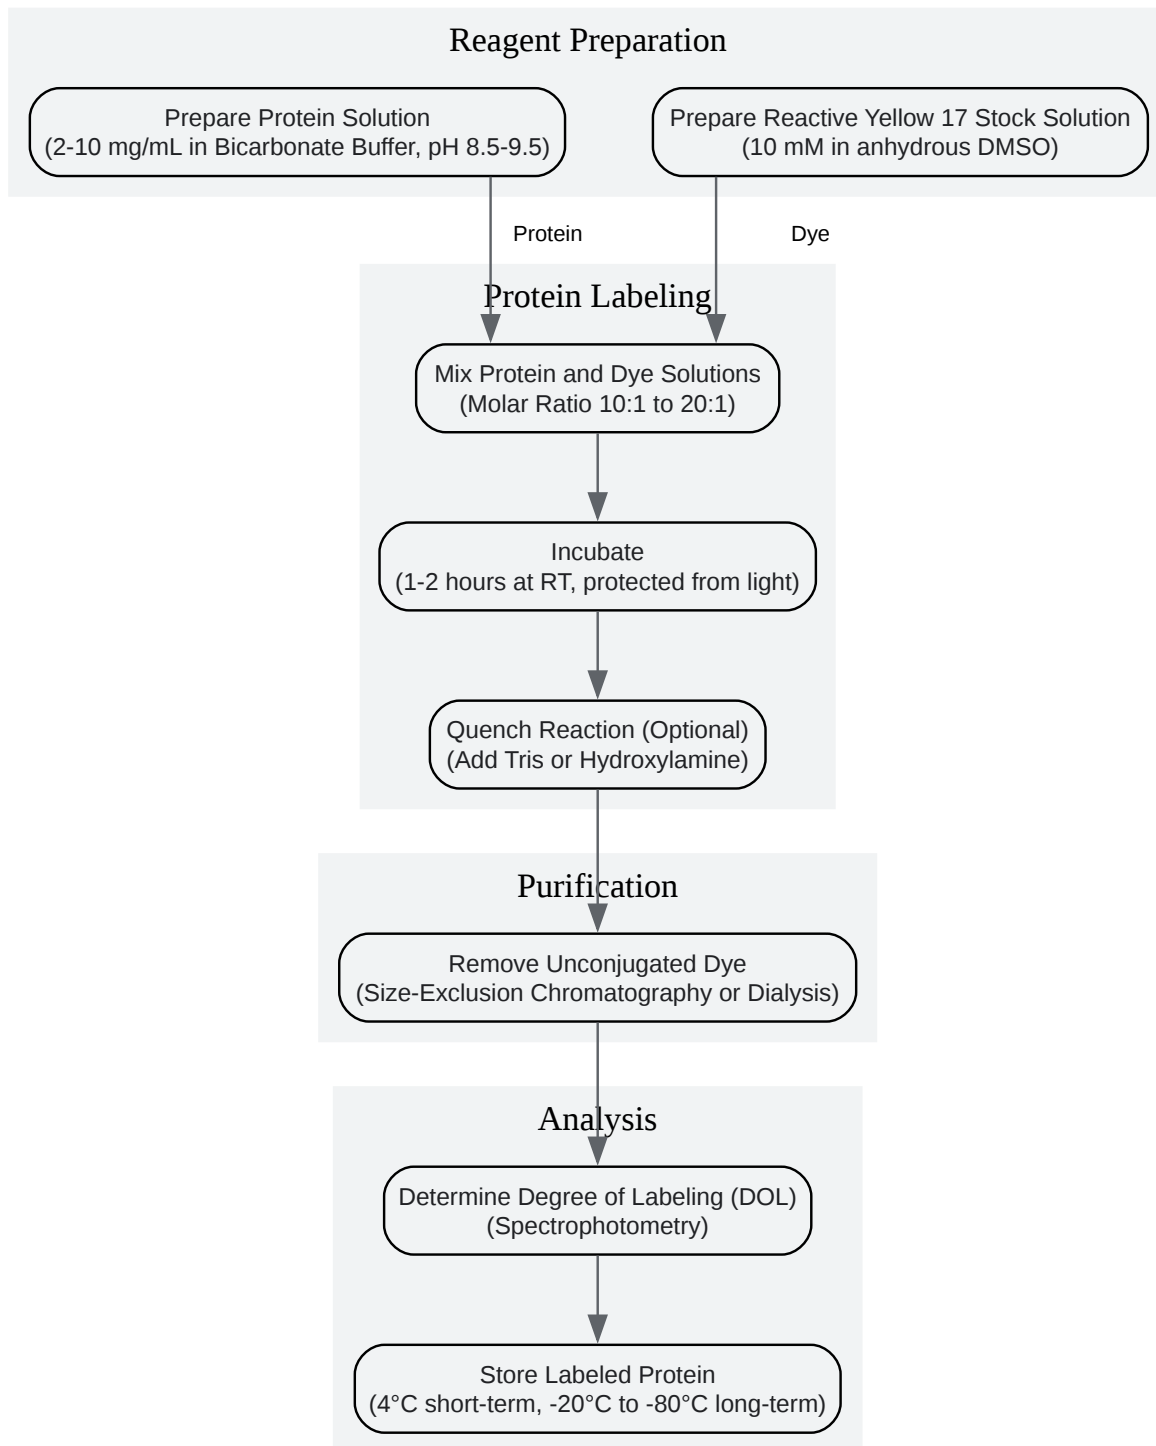 Reagent Preparation
Prepare Protein Solution
(2-10 mg/mL in Bicarbonate Buffer, pH 8.5-9.5)
Prepare Reactive Yellow 17 Stock Solution
(10 mM in anhydrous DMSO)
Protein
Dye
Protein Labeling
Mix Protein and Dye Solutions
(Molar Ratio 10:1 to 20:1)
Incubate
(1-2 hours at RT, protected from light)
Quench Reaction (Optional)
(Add Tris or Hydroxylamine)
Purification
Remove Unconjugated Dye
(Size-Exclusion Chromatography or Dialysis)
Analysis
Determine Degree of Labeling (DOL)
(Spectrophotometry)
Store Labeled Protein
(4°C short-term, -20°C to -80°C long-term)